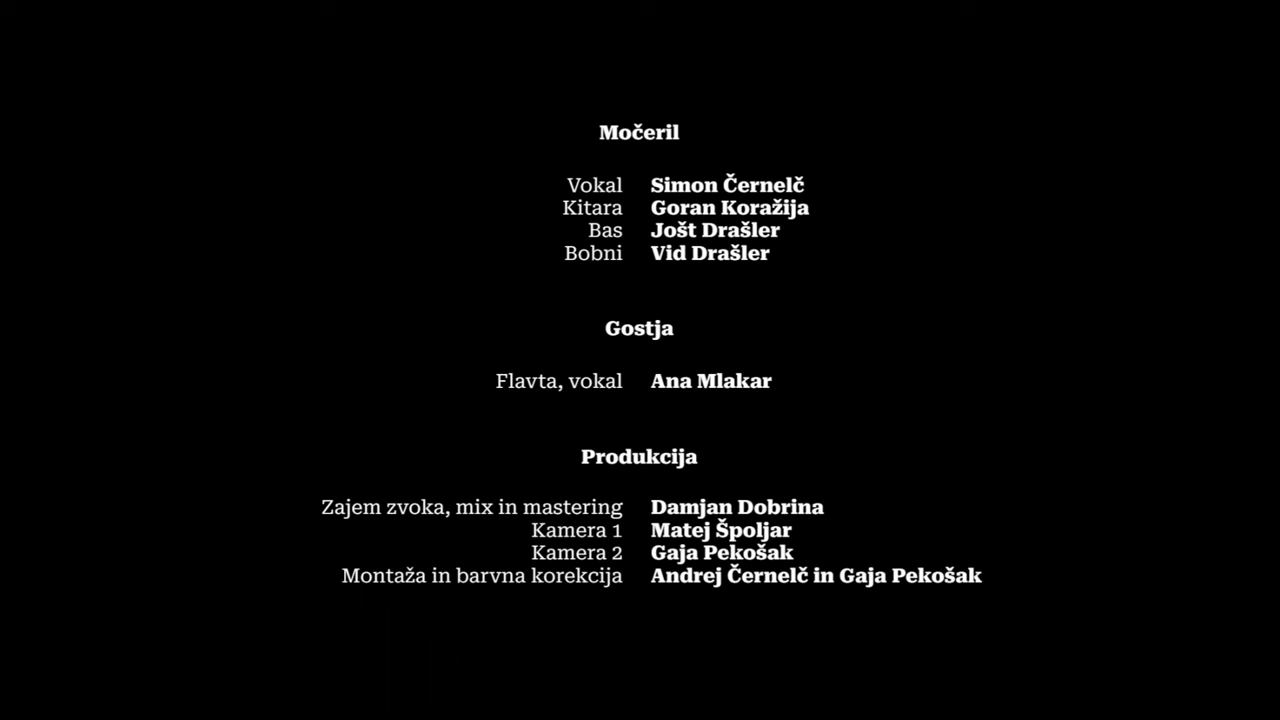 Močeril
Vokal Simon Černelč
Kitara Goran Koražija
Bas Jošt Drašler
Bobni Vid Drašler
Gostja
Flavta, vokal Ana Mlakar
Produkcija
Zajem zvoka, mix in mastering Damjan Dobrina
Kamera 1 Matej Špoljar
Kamera 2 Gaja Pekošak
Montaža in barvna korekcija Andrej Černelč in Gaja Pekošak